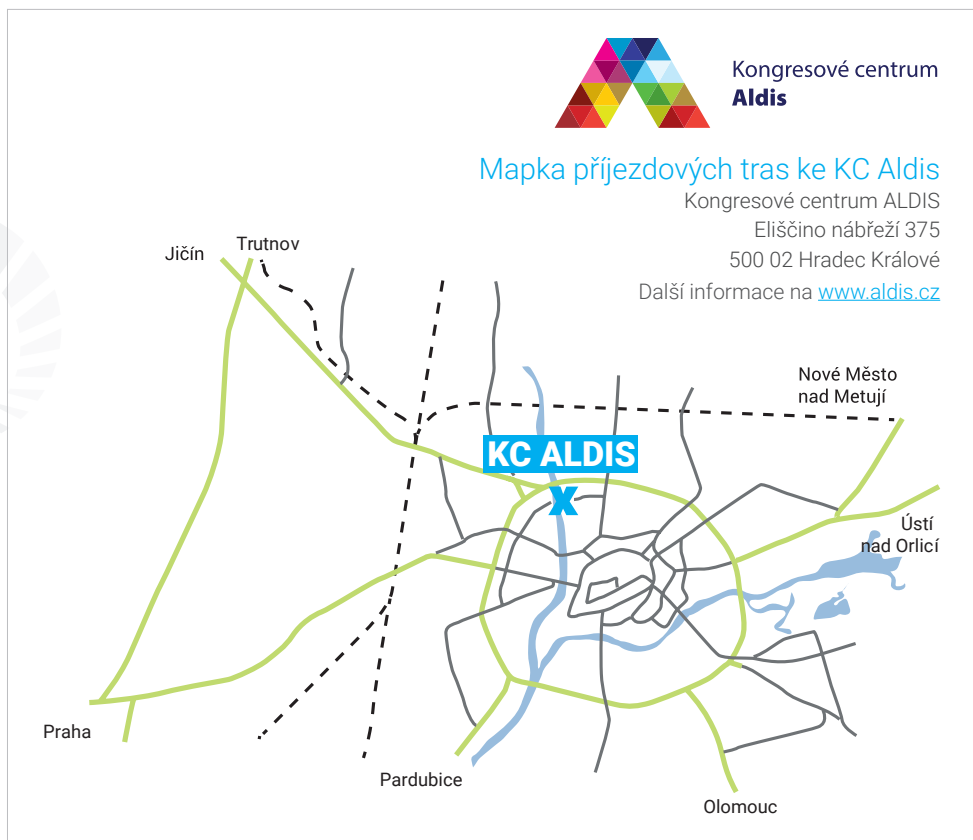 Kongresové centrum
Aldis
Mapka příjezdových tras ke KC Aldis
Kongresové centrum ALDIS
Eliščino nábřeží 375
500 02 Hradec Králové
Další informace na www.aldis.cz
Jičín
Trutnov
Nové Město
nad Metují
KC ALDIS
X
Ústí
nad Orlicí
Praha
Pardubice
Olomouc